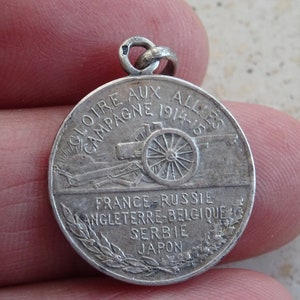 GLOIRE AUX ALLIES
CAMPAGNE 1914-15
FRANCE-RUSSIE
ANGLETERRE-BELGIQUE
SERBIE
JAPON